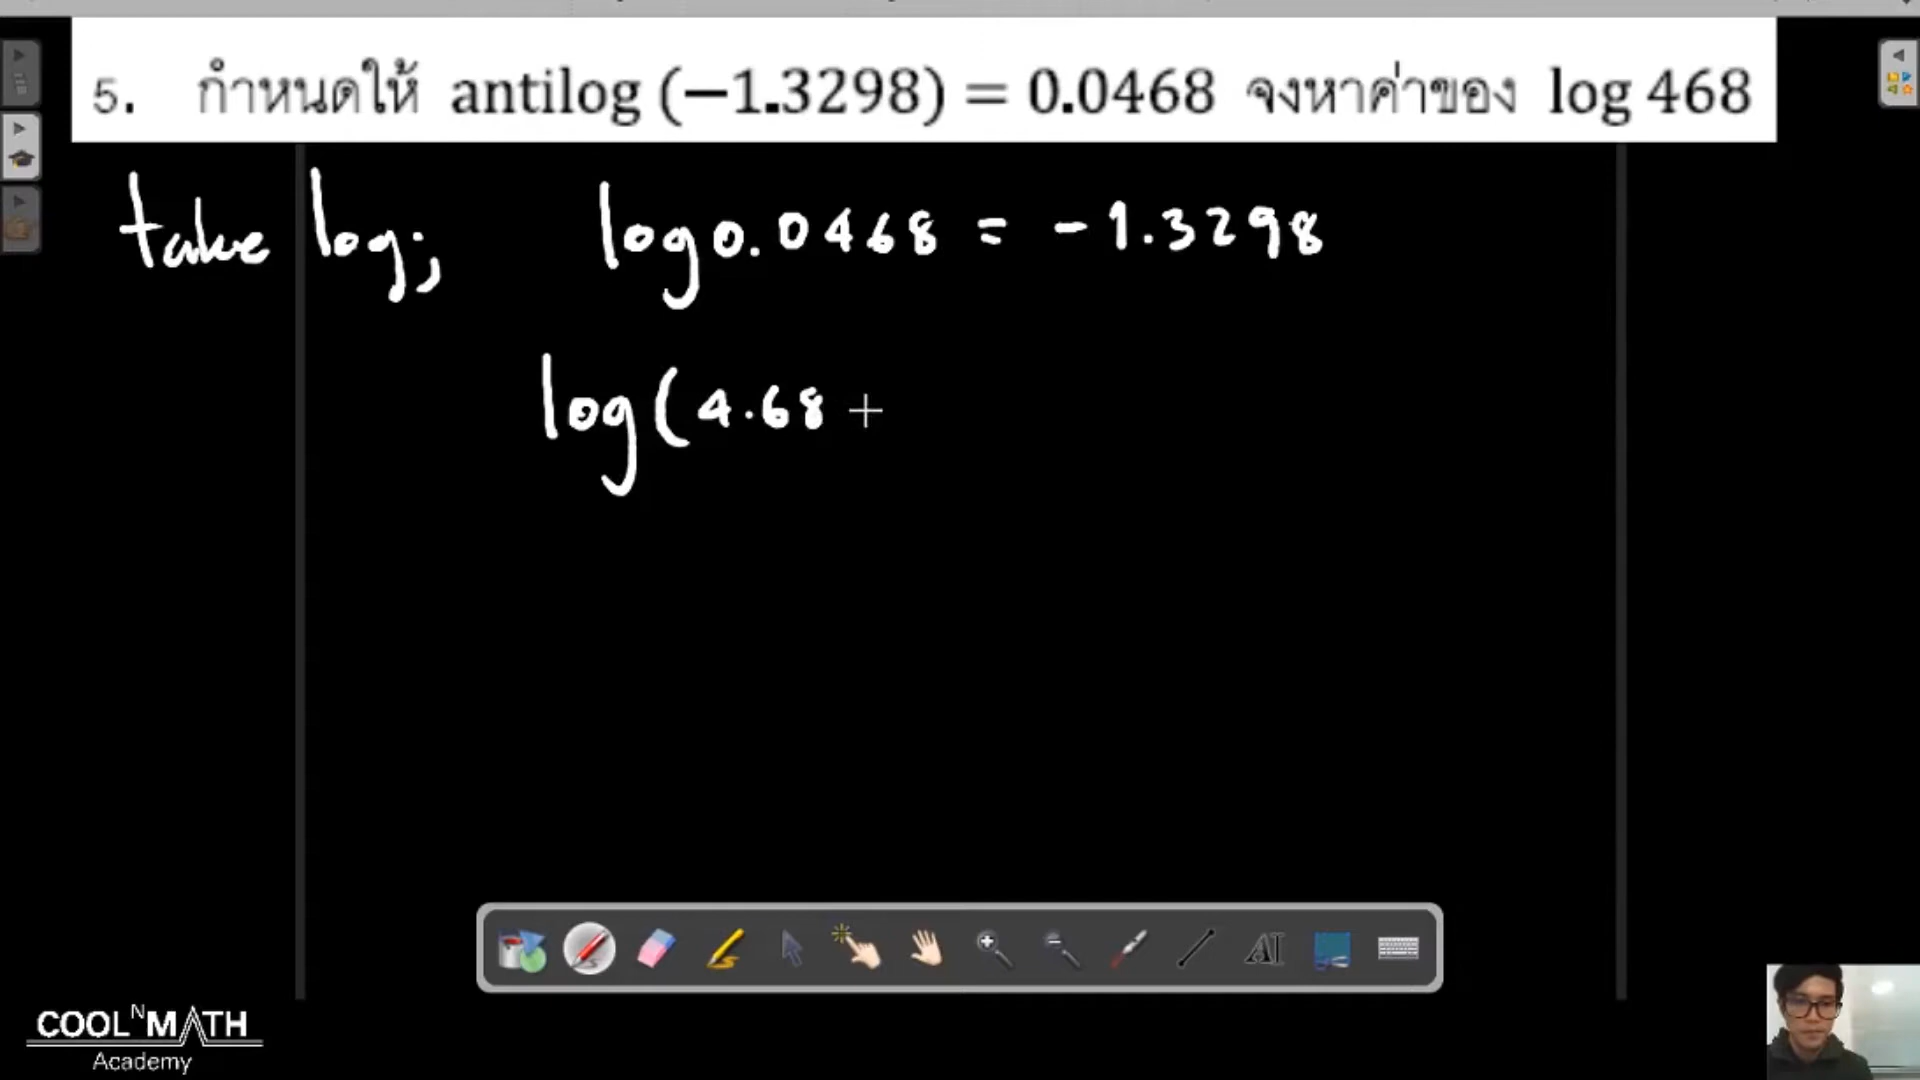 5. กำหนดให้ antilog (−1.3298) = 0.0468 จงหาค่าของ log 468
take log; log 0.0468 = -1.3298
log(4.68
COOL N MATH
Academy